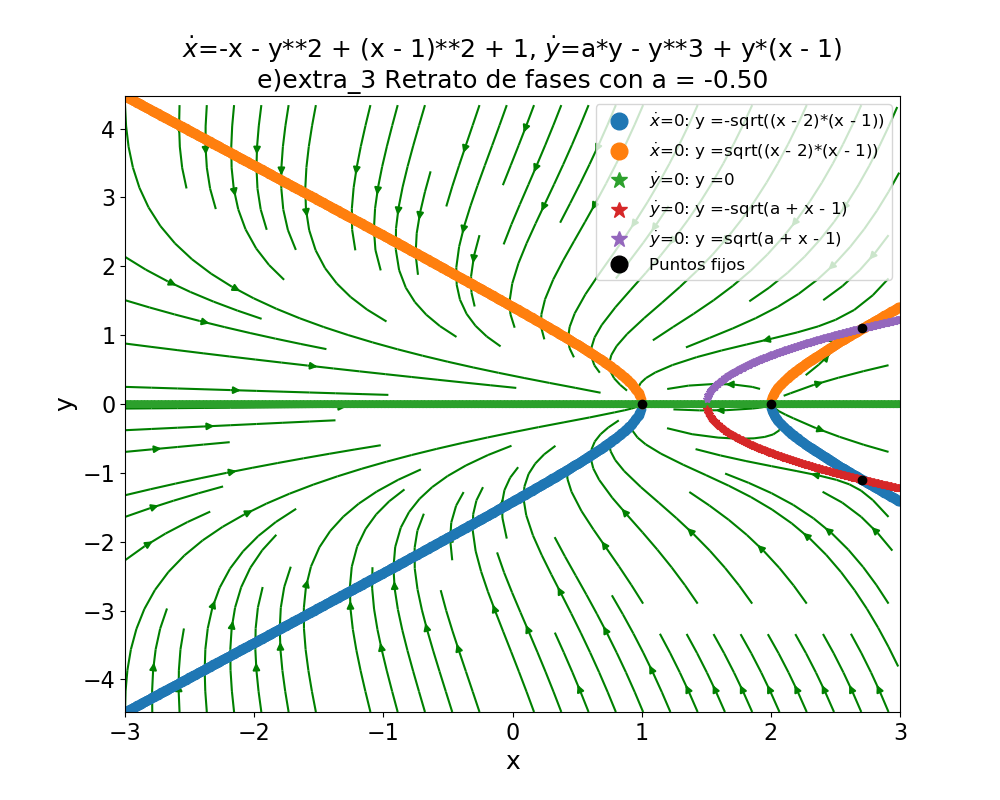 ẋ=-x - y**2 + (x - 1)**2 + 1, ẏ=a*y - y**3 + y*(x - 1)
e)extra_3 Retrato de fases con a = -0.50
ẋ=0: y =-sqrt((x - 2)*(x - 1))
ẋ=0: y =sqrt((x - 2)*(x - 1))
ẏ=0: y =0
ẏ=0: y =-sqrt(a + x - 1)
ẏ=0: y =sqrt(a + x - 1)
Puntos fijos
4
3
2
1
0
−1
−2
−3
−4
y
−3 −2 −1 0 1 2 3
x